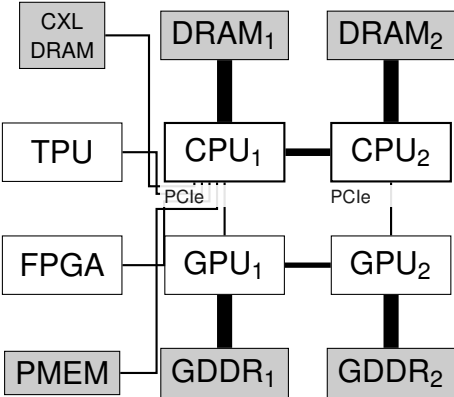 CXL
DRAM
DRAM₁
DRAM₂
TPU
CPU₁
CPU₂
PCIe
PCIe
FPGA
GPU₁
GPU₂
PMEM
GDDR₁
GDDR₂